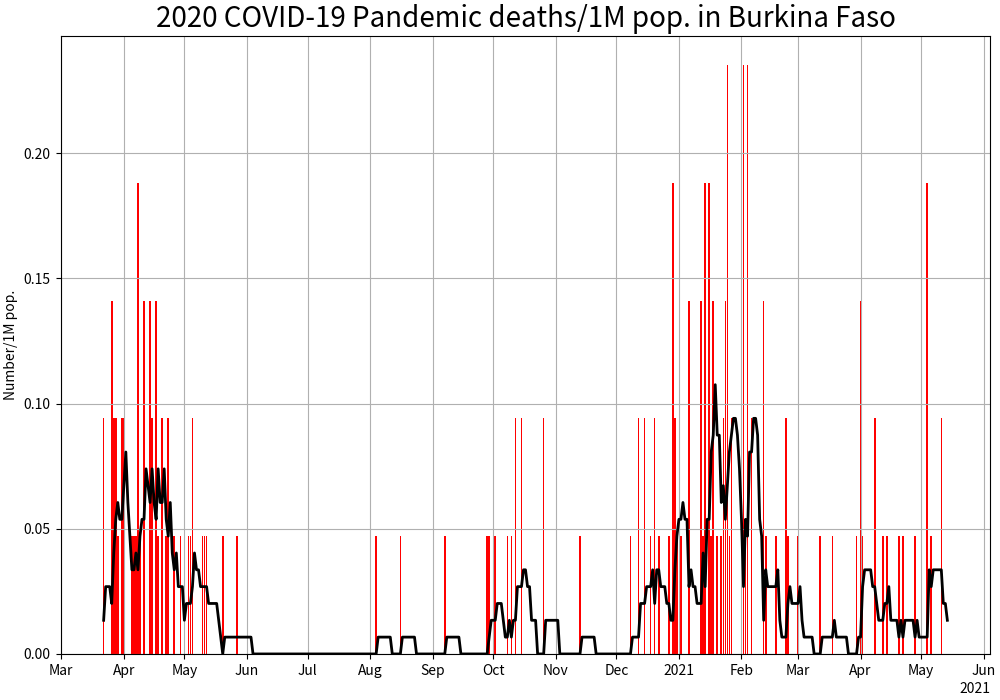 2020 COVID-19 Pandemic deaths/1M pop. in Burkina Faso
Number/1M pop.
0.20
0.15
0.10
0.05
0.00
Mar Apr May Jun Jul Aug Sep Oct Nov Dec 2021 Feb Mar Apr May Jun
2021